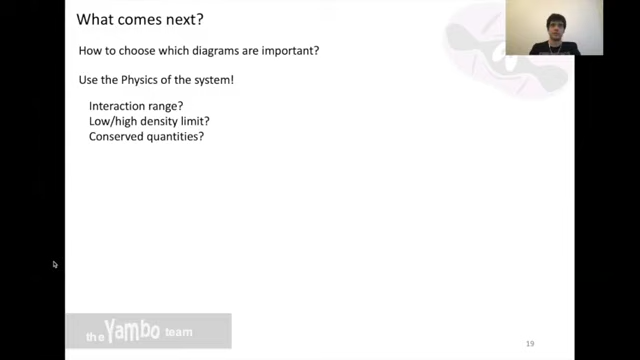 What comes next?
How to choose which diagrams are important?
Use the Physics of the system!
Interaction range?
Low/high density limit?
Conserved quantities?
the Yambo team
19